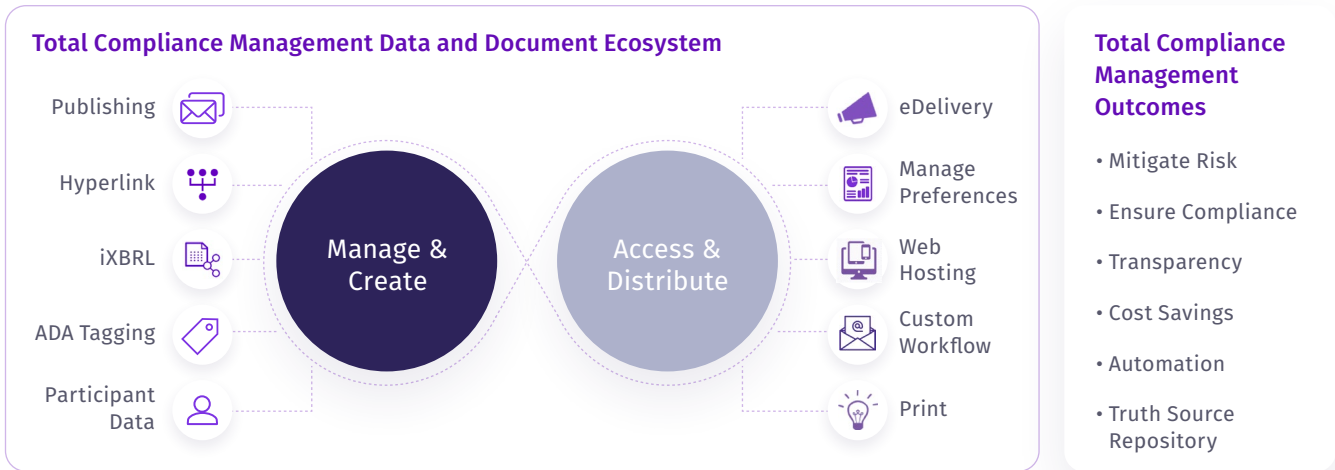 Total Compliance Management Data and Document Ecosystem
Publishing
Hyperlink
iXBRL
ADA Tagging
Participant
Data
Manage &
Create
Access &
Distribute
eDelivery
Manage
Preferences
Web
Hosting
Custom
Workflow
Print
Total Compliance
Management
Outcomes
• Mitigate Risk
• Ensure Compliance
• Transparency
• Cost Savings
• Automation
• Truth Source
Repository